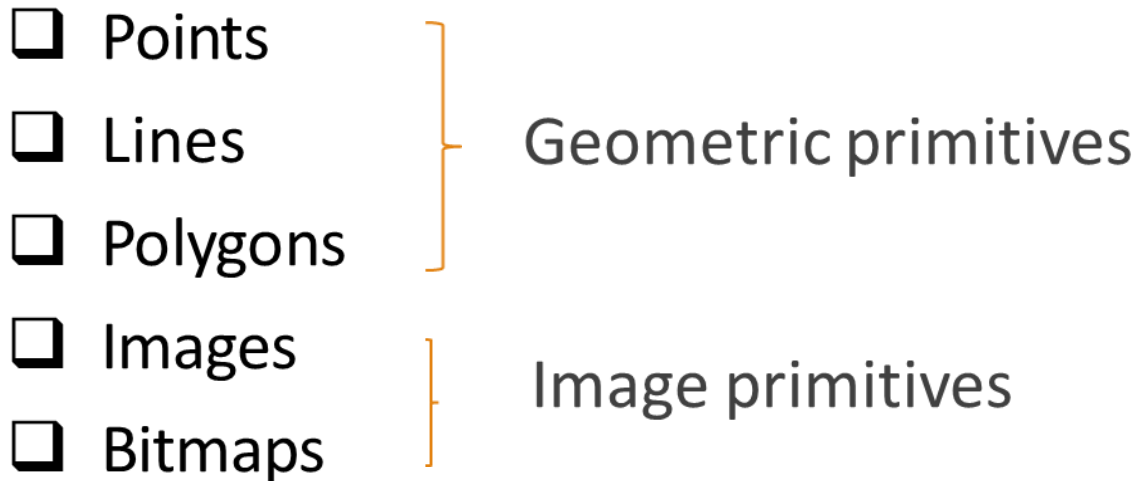 Points
Lines
Geometric primitives
Polygons
Images
Image primitives
Bitmaps